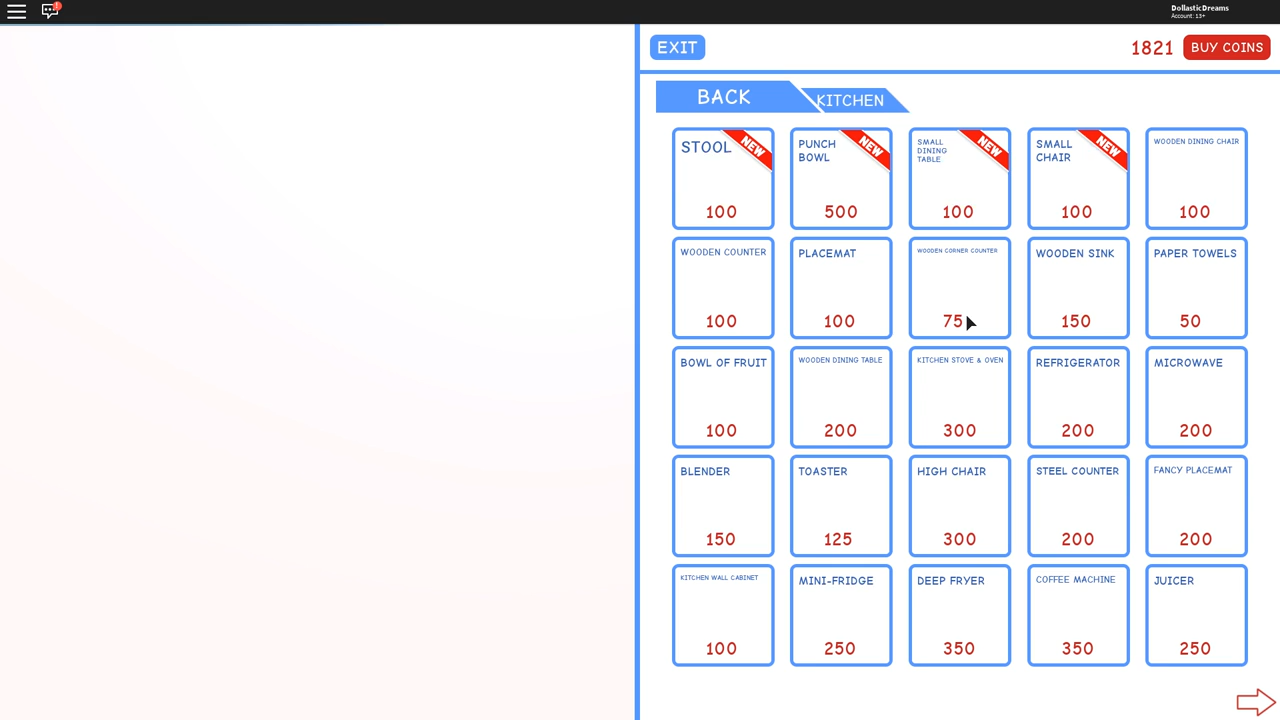 1
DollasticDreams
Account: 13+
EXIT
1821
BUY COINS
BACK
KITCHEN
STOOL
NEW
100
PUNCH
BOWL
NEW
500
SMALL
DINING
TABLE
NEW
100
SMALL
CHAIR
NEW
100
WOODEN DINING CHAIR
100
WOODEN COUNTER
100
PLACEMAT
100
WOODEN CORNER COUNTER
75
WOODEN SINK
150
PAPER TOWELS
50
BOWL OF FRUIT
100
WOODEN DINING TABLE
200
KITCHEN STOVE & OVEN
300
REFRIGERATOR
200
MICROWAVE
200
BLENDER
150
TOASTER
125
HIGH CHAIR
300
STEEL COUNTER
200
FANCY PLACEMAT
200
KITCHEN WALL CABINET
100
MINI-FRIDGE
250
DEEP FRYER
350
COFFEE MACHINE
350
JUICER
250